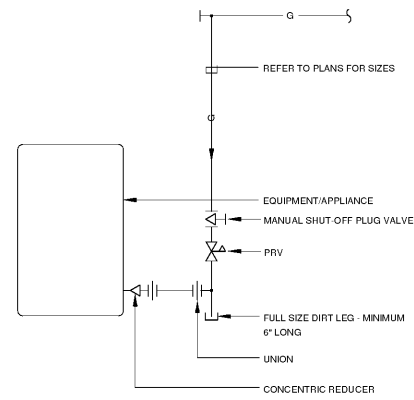 G
REFER TO PLANS FOR SIZES
G
EQUIPMENT/APPLIANCE
MANUAL SHUT-OFF PLUG VALVE
PRV
FULL SIZE DIRT LEG - MINIMUM
6" LONG
UNION
CONCENTRIC REDUCER